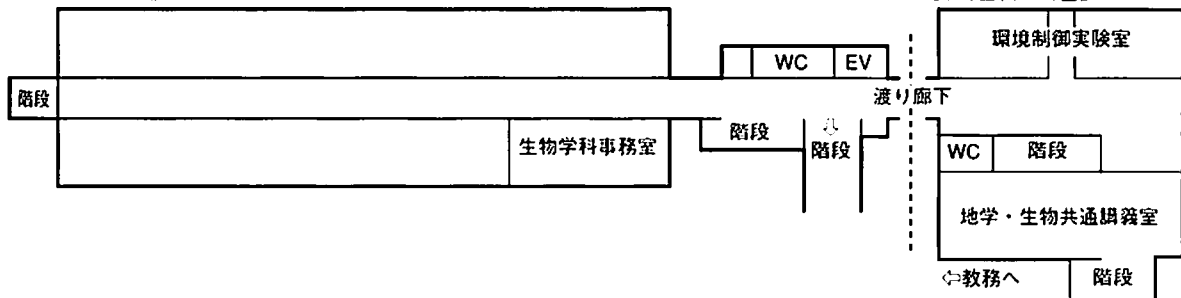 環境制御実験室
WC
EV
階段
渡り廊下
階段
⇩
階段
生物学科事務室
WC
階段
地学・生物共通講義室
⇦教務へ
階段